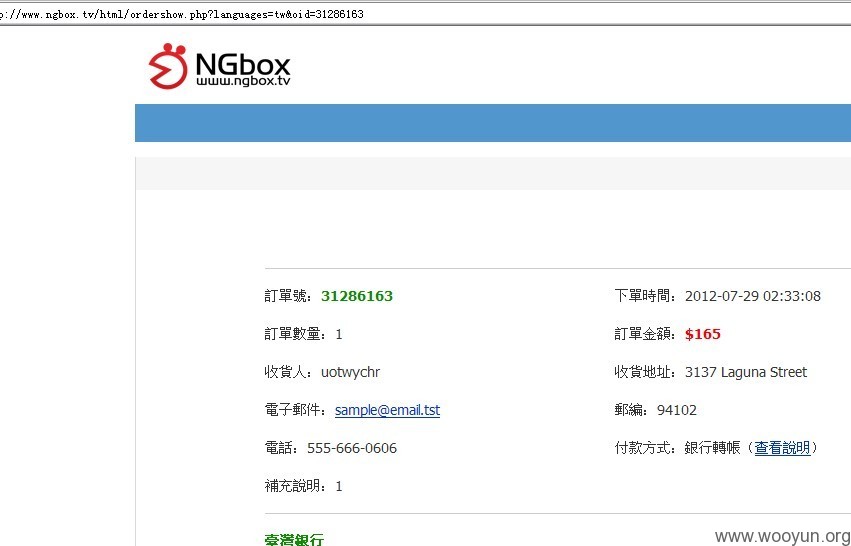 p://www.ngbox.tv/html/ordershow.php?languages=tw&oid=31286163
NGbox
www.ngbox.tv
訂單號：31286163 下單時間：2012-07-29 02:33:08
訂單數量：1 訂單金額：$165
收貨人：uotwychr 收貨地址：3137 Laguna Street
電子郵件：sample@email.tst 郵編：94102
電話：555-666-0606 付款方式：銀行轉帳（查看說明）
補充說明：1
臺灣銀行
www.wooyun.org